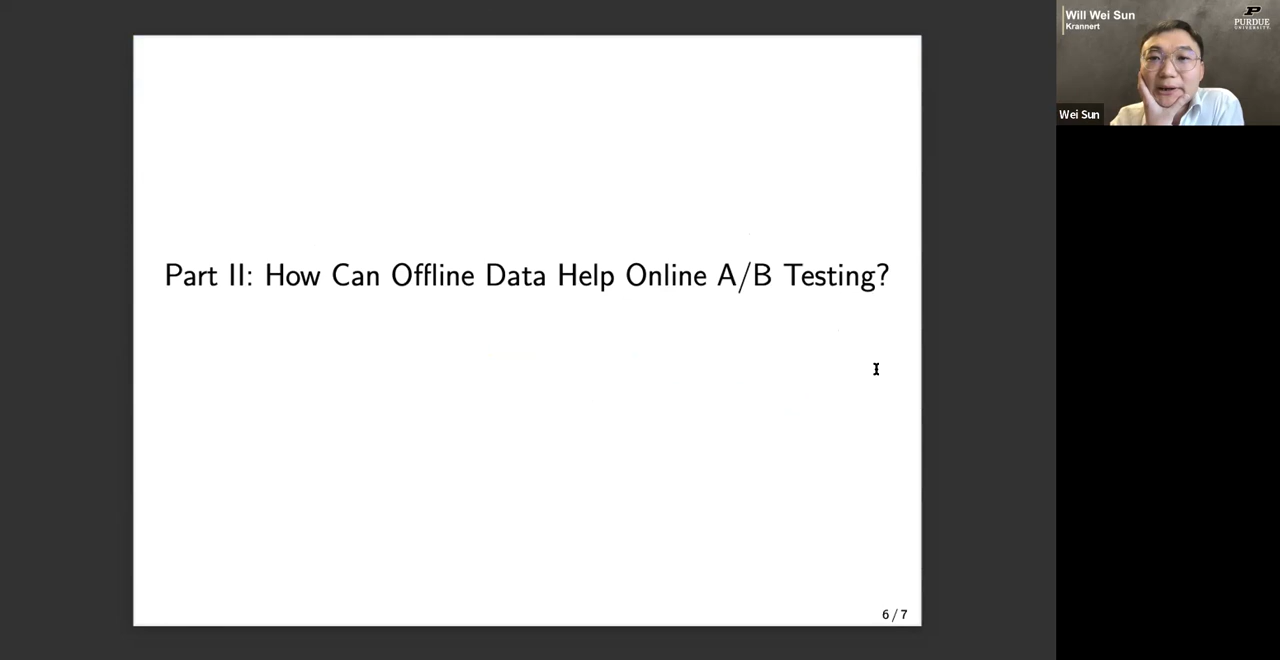 Part II: How Can Offline Data Help Online A/B Testing?
6 / 7
Will Wei Sun
Krannert
P
PURDUE
UNIVERSITY
Wei Sun